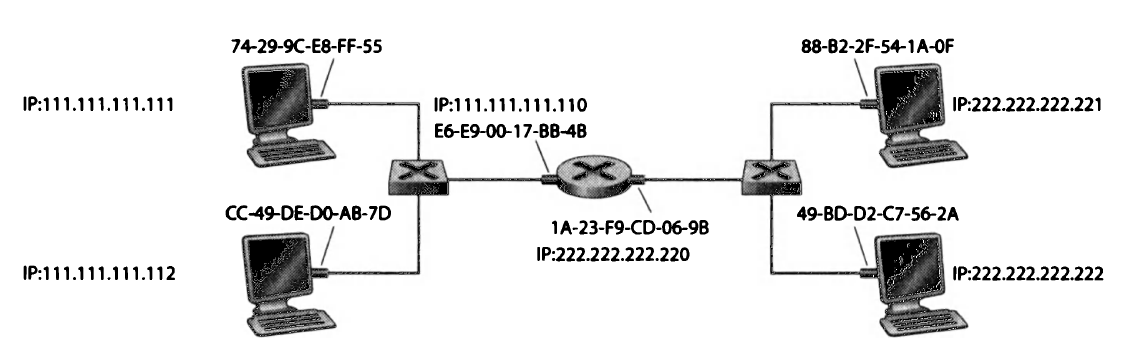 74-29-9C-E8-FF-55
88-B2-2F-54-1A-0F
IP:111.111.111.111
IP:111.111.111.110
IP:222.222.222.221
E6-E9-00-17-BB-4B
CC-49-DE-D0-AB-7D
1A-23-F9-CD-06-9B
49-BD-D2-C7-56-2A
IP:222.222.222.220
IP:111.111.111.112
IP:222.222.222.222